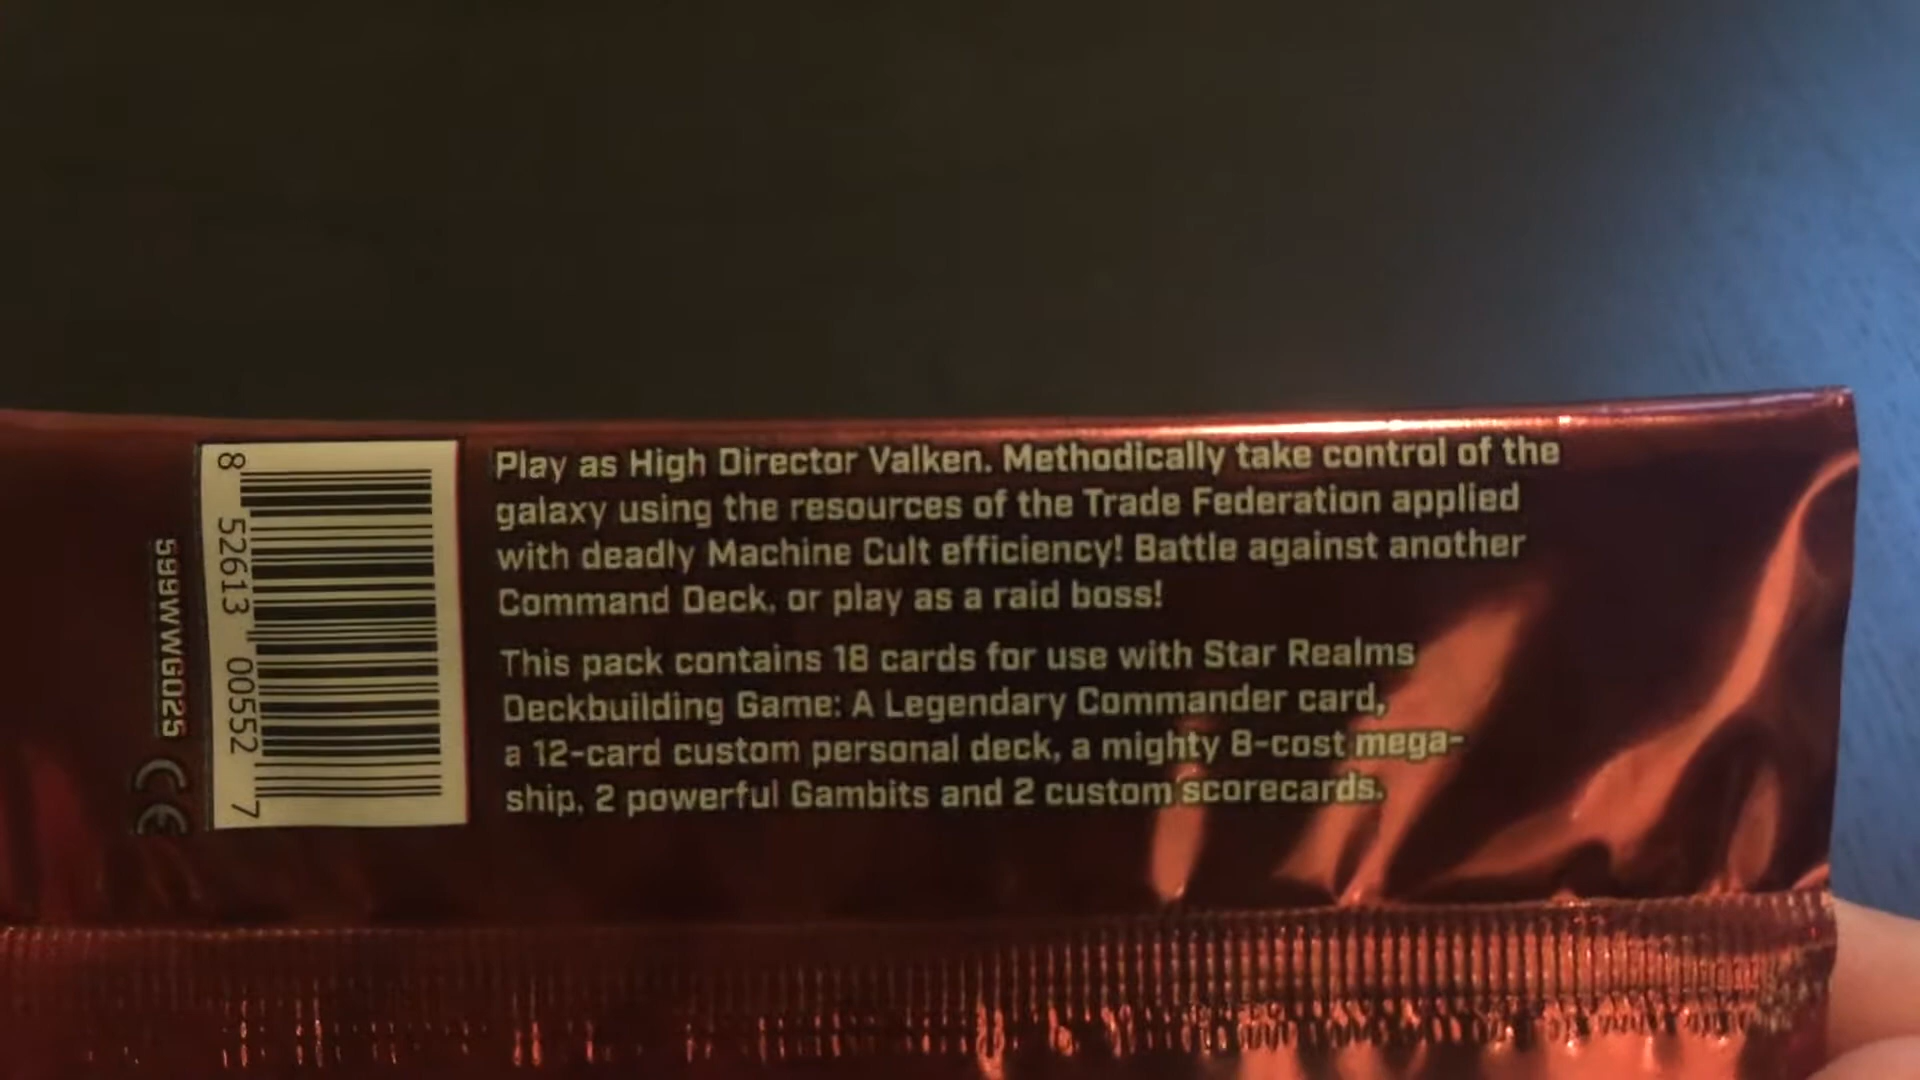 Play as High Director Valken. Methodically take control of the
galaxy using the resources of the Trade Federation applied
with deadly Machine Cult efficiency! Battle against another
Command Deck, or play as a raid boss!
This pack contains 18 cards for use with Star Realms
Deckbuilding Game: A Legendary Commander card,
a 12-card custom personal deck, a mighty 8-cost mega-
ship, 2 powerful Gambits and 2 custom scorecards.
8 52613 00552 7
599WWG025
CE